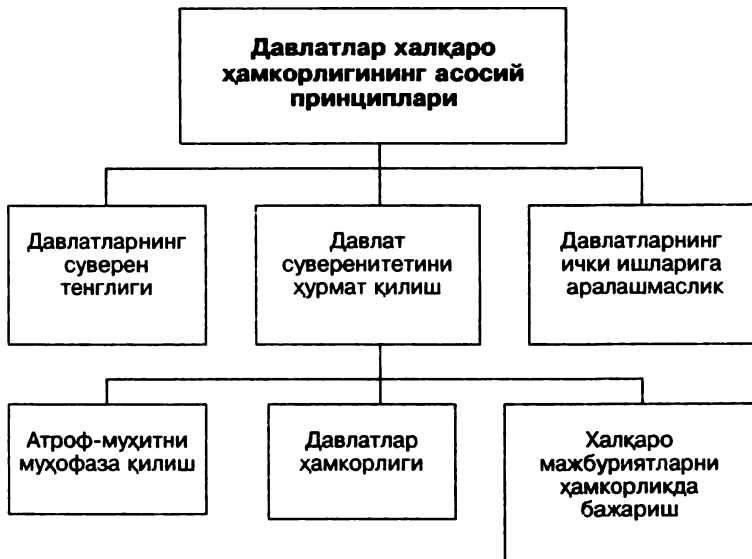 Давлатлар халқаро
ҳамкорлигининг асосий
принциплари
Давлатларнинг
суверен
тенглиги
Давлат
суверенитетини
ҳурмат қилиш
Давлатларнинг
ички ишларига
аралашмаслик
Атроф-муҳитни
муҳофаза қилиш
Давлатлар
ҳамкорлиги
Халқаро
мажбуриятларни
ҳамкорликда
бажариш